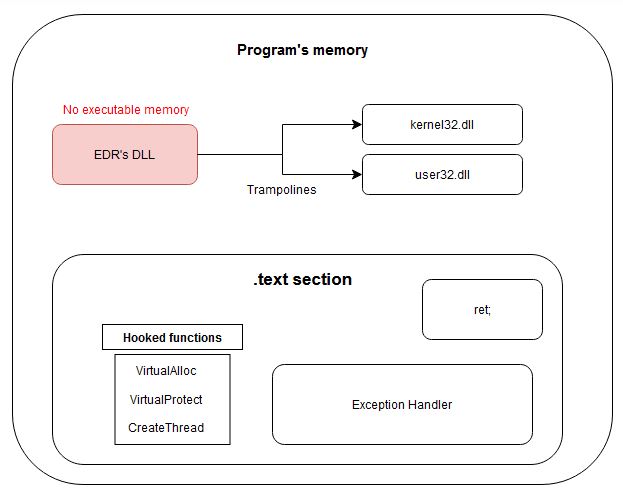 Program's memory
No executable memory
EDR's DLL
kernel32.dll
user32.dll
Trampolines
.text section
ret;
Hooked functions
VirtualAlloc
VirtualProtect
CreateThread
Exception Handler